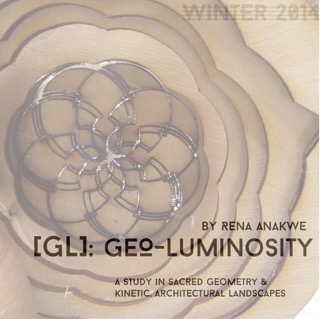 WINTER 2014
BY RENA ANAKWE
[GL]: GEO-LUMINOSITY
A STUDY IN SACRED GEOMETRY &
KINETIC, ARCHITECTURAL LANDSCAPES